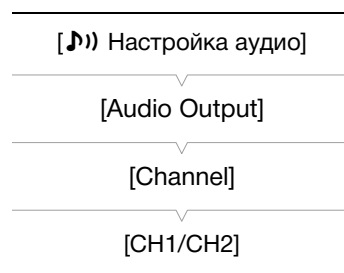 [♪)) Настройка аудио]
[Audio Output]
[Channel]
[CH1/CH2]